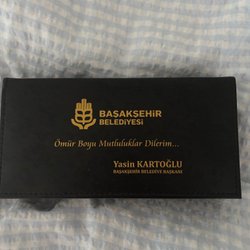 BAŞAKŞEHİR
BELEDİYESİ
Ömür Boyu Mutluluklar Dilerim...
Yasin KARTOĞLU
BAŞAKŞEHİR BELEDİYE BAŞKANI